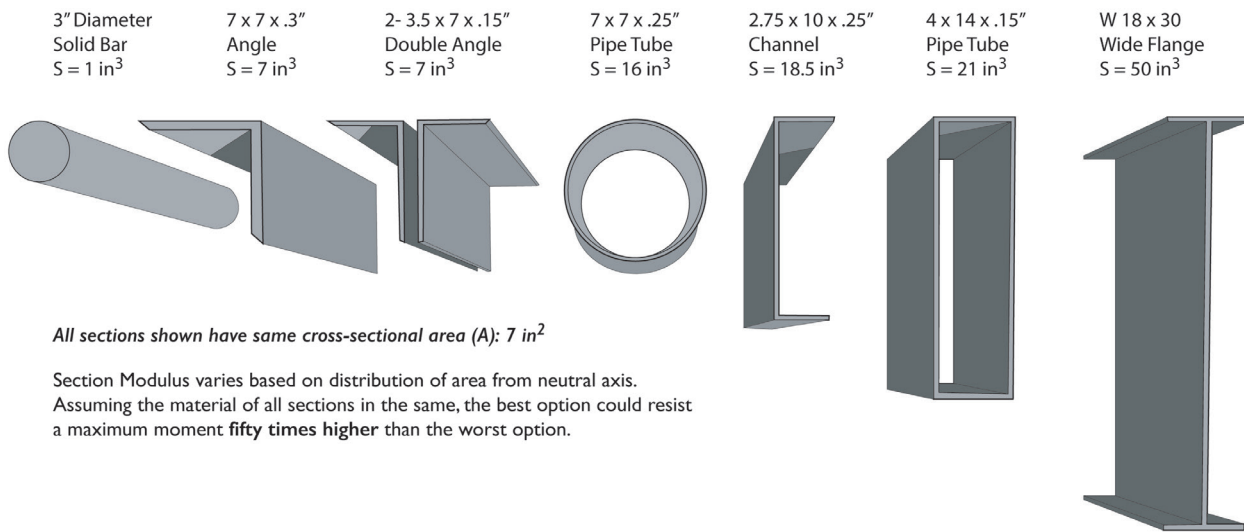 3” Diameter
Solid Bar
S = 1 in³
7 x 7 x .3”
Angle
S = 7 in³
2- 3.5 x 7 x .15”
Double Angle
S = 7 in³
7 x 7 x .25”
Pipe Tube
S = 16 in³
2.75 x 10 x .25”
Channel
S = 18.5 in³
4 x 14 x .15”
Pipe Tube
S = 21 in³
W 18 x 30
Wide Flange
S = 50 in³
All sections shown have same cross-sectional area (A): 7 in²
Section Modulus varies based on distribution of area from neutral axis.
Assuming the material of all sections in the same, the best option could resist
a maximum moment fifty times higher than the worst option.